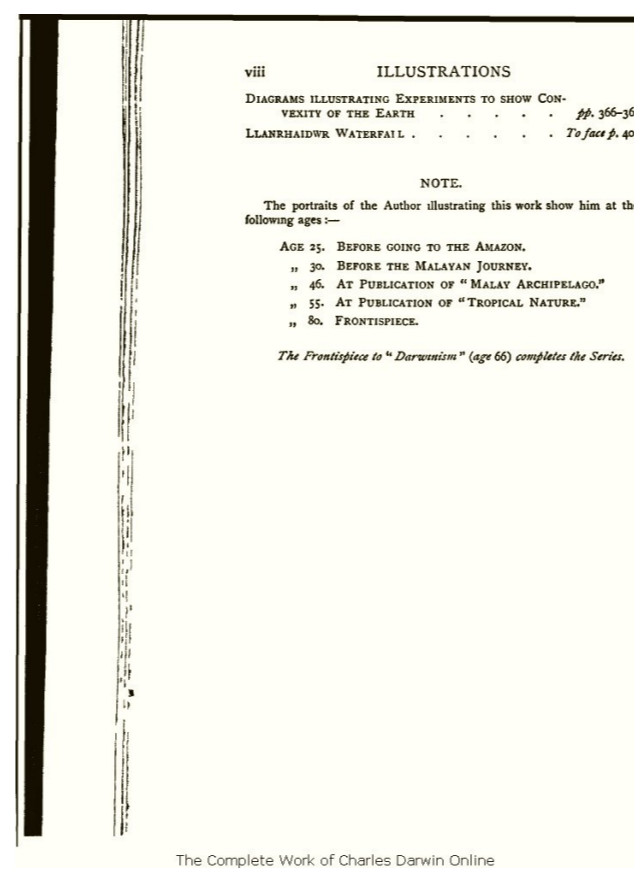 viii ILLUSTRATIONS
DIAGRAMS ILLUSTRATING EXPERIMENTS TO SHOW CON-
VEXITY OF THE EARTH . . . . . pp. 366-36
LLANRHAIDWR WATERFALL . . . . . . To face p. 40
NOTE.
The portraits of the Author illustrating this work show him at the
following ages :—
AGE 25. BEFORE GOING TO THE AMAZON.
„ 30. BEFORE THE MALAYAN JOURNEY.
„ 46. AT PUBLICATION OF "MALAY ARCHIPELAGO."
„ 55. AT PUBLICATION OF "TROPICAL NATURE."
„ 80. FRONTISPIECE.
The Frontispiece to "Darwinism" (age 66) completes the Series.
The Complete Work of Charles Darwin Online